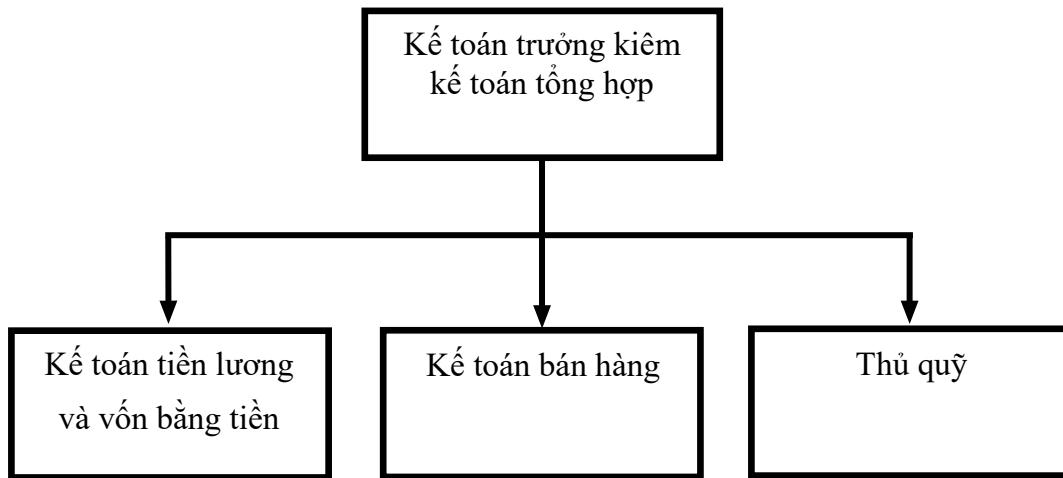 Kế toán trưởng kiêm
kế toán tổng hợp
Kế toán tiền lương
và vốn bằng tiền
Kế toán bán hàng
Thủ quỹ